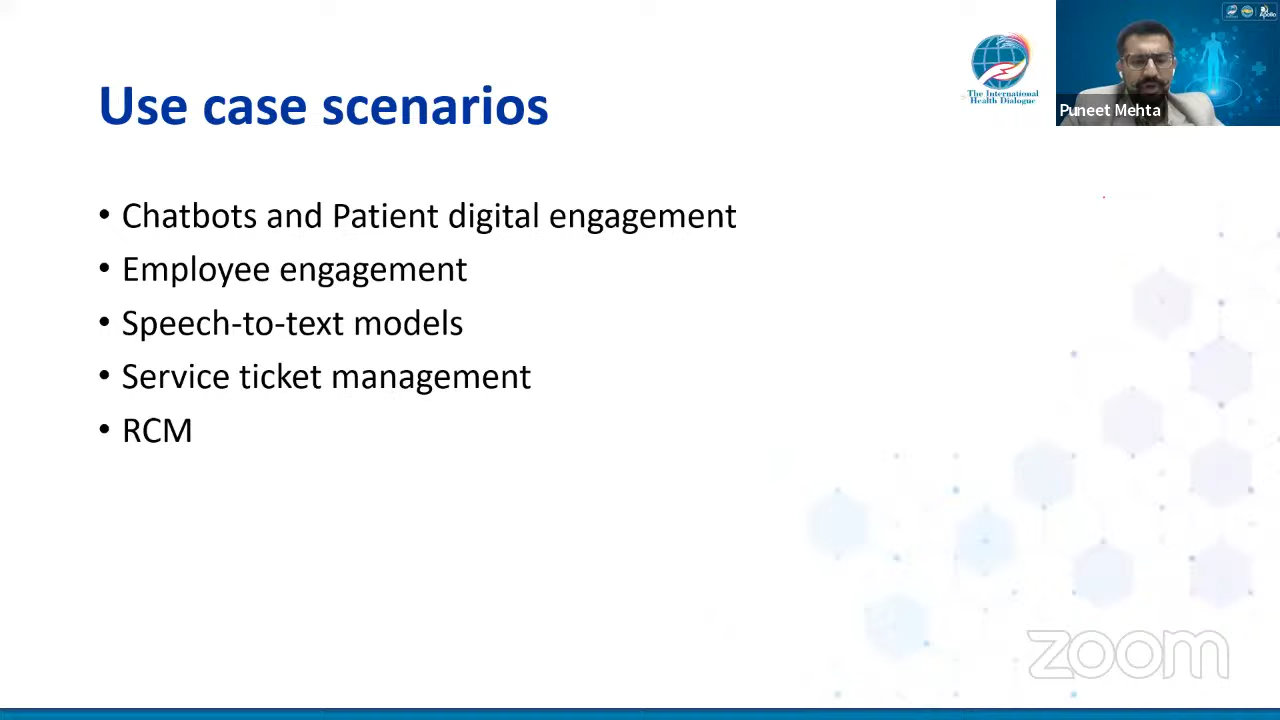 Use case scenarios
The International
Health Dialogue
Apollo
Puneet Mehta
• Chatbots and Patient digital engagement
• Employee engagement
• Speech-to-text models
• Service ticket management
• RCM
zoom